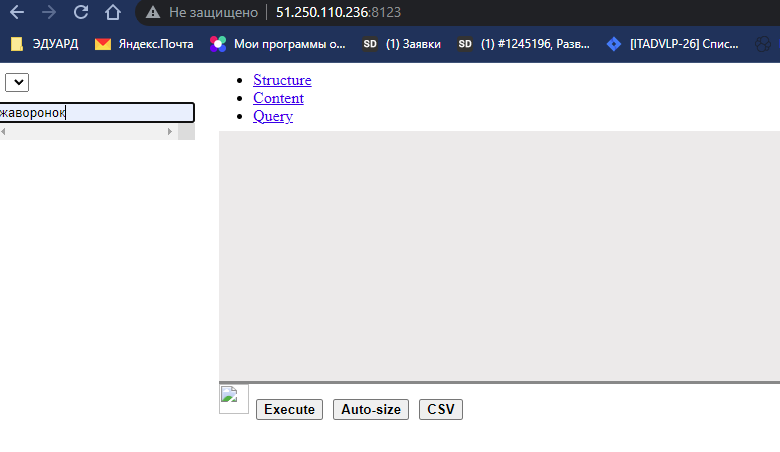 Не защищено 51.250.110.236:8123
ЭДУАРД Яндекс.Почта Мои программы о... SD (1) Заявки SD (1) #1245196, Разв... [ITADVLP-26] Спис...
жаворонок
Structure
Content
Query
Execute Auto-size CSV